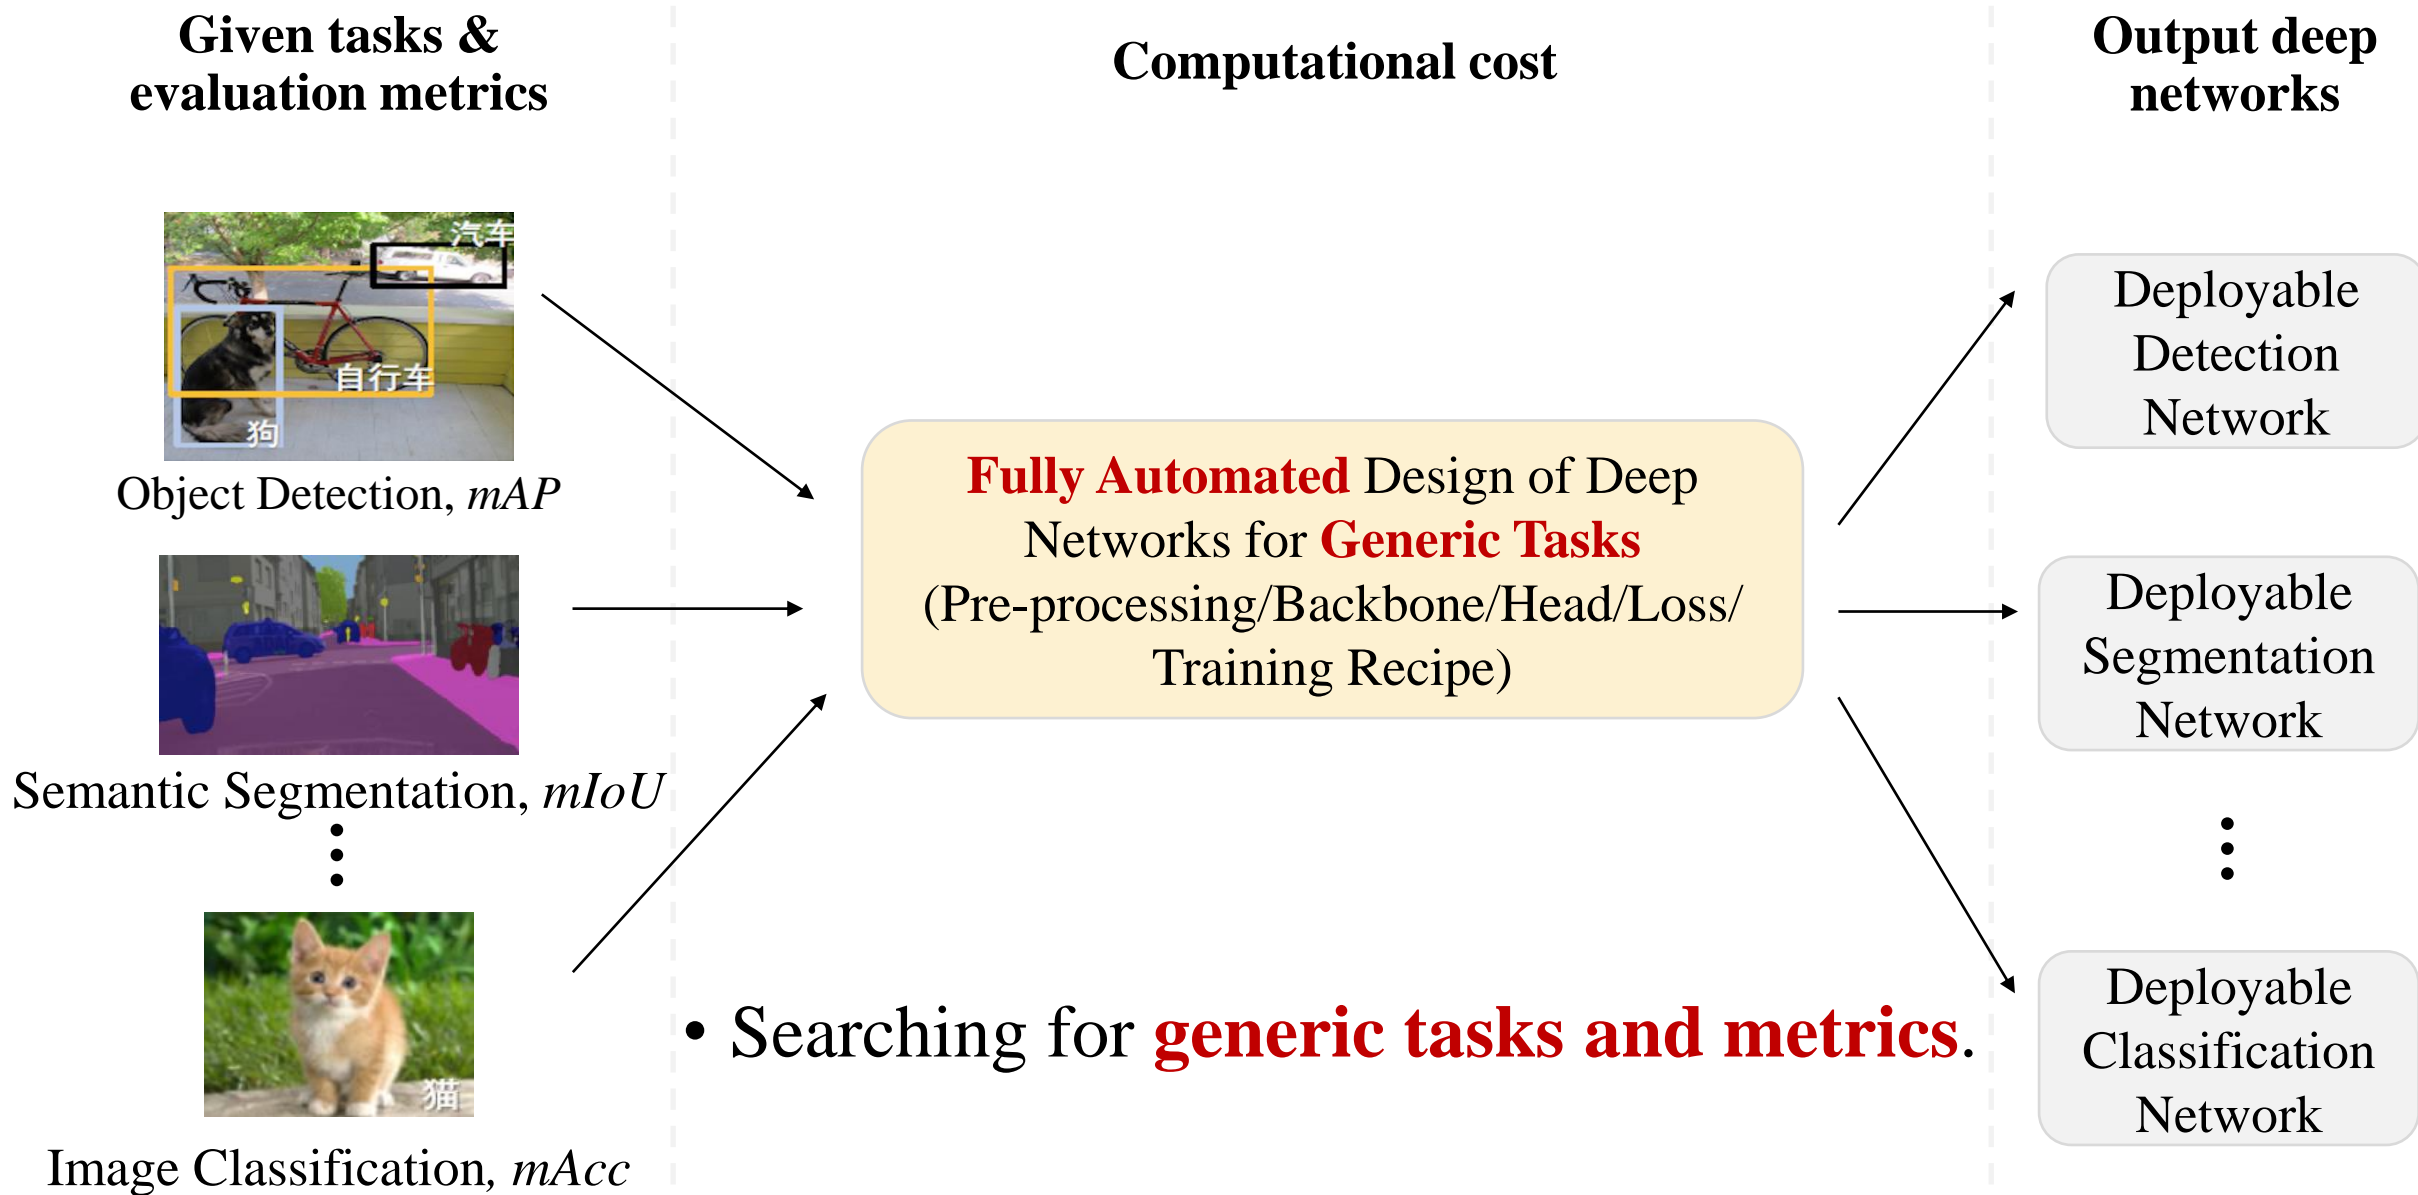 Given tasks &
evaluation metrics
汽车
自行车
狗
Object Detection, mAP
Semantic Segmentation, mIoU
猫
Image Classification, mAcc
Computational cost
Fully Automated Design of Deep
Networks for Generic Tasks
(Pre-processing/Backbone/Head/Loss/
Training Recipe)
• Searching for generic tasks and metrics.
Output deep
networks
Deployable
Detection
Network
Deployable
Segmentation
Network
Deployable
Classification
Network